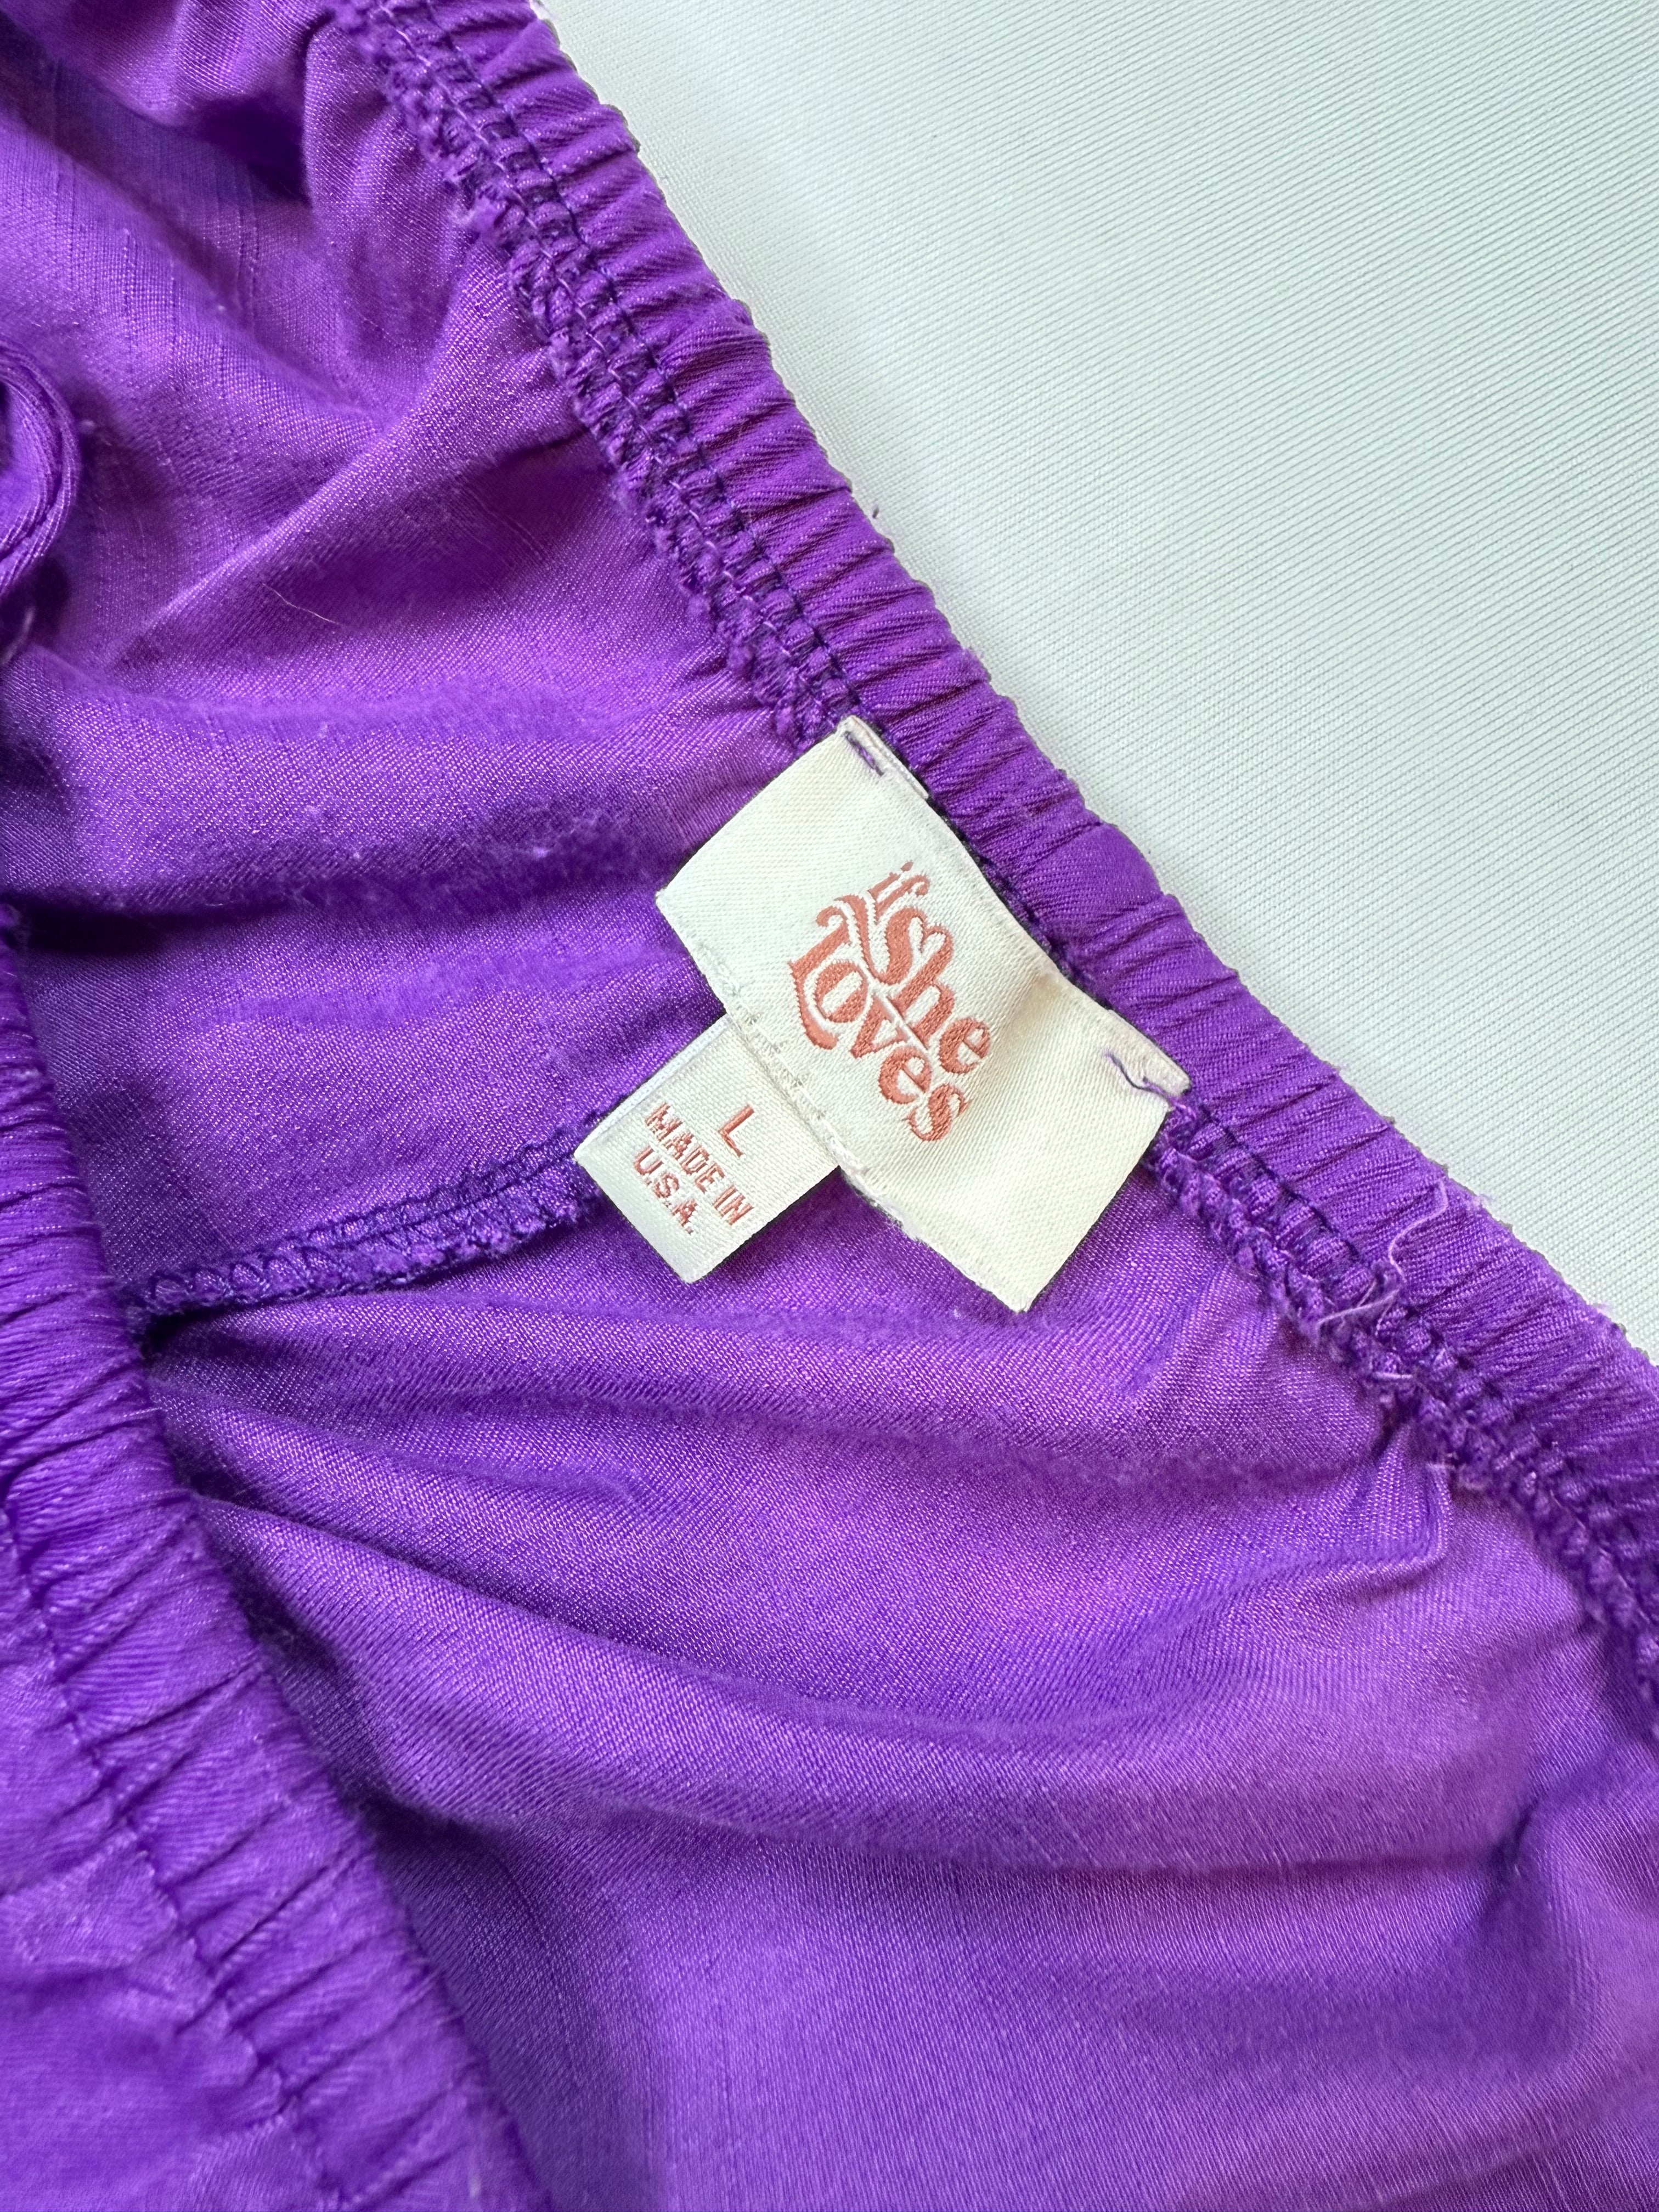 if
She
Loves
L
MADE IN
U.S.A.